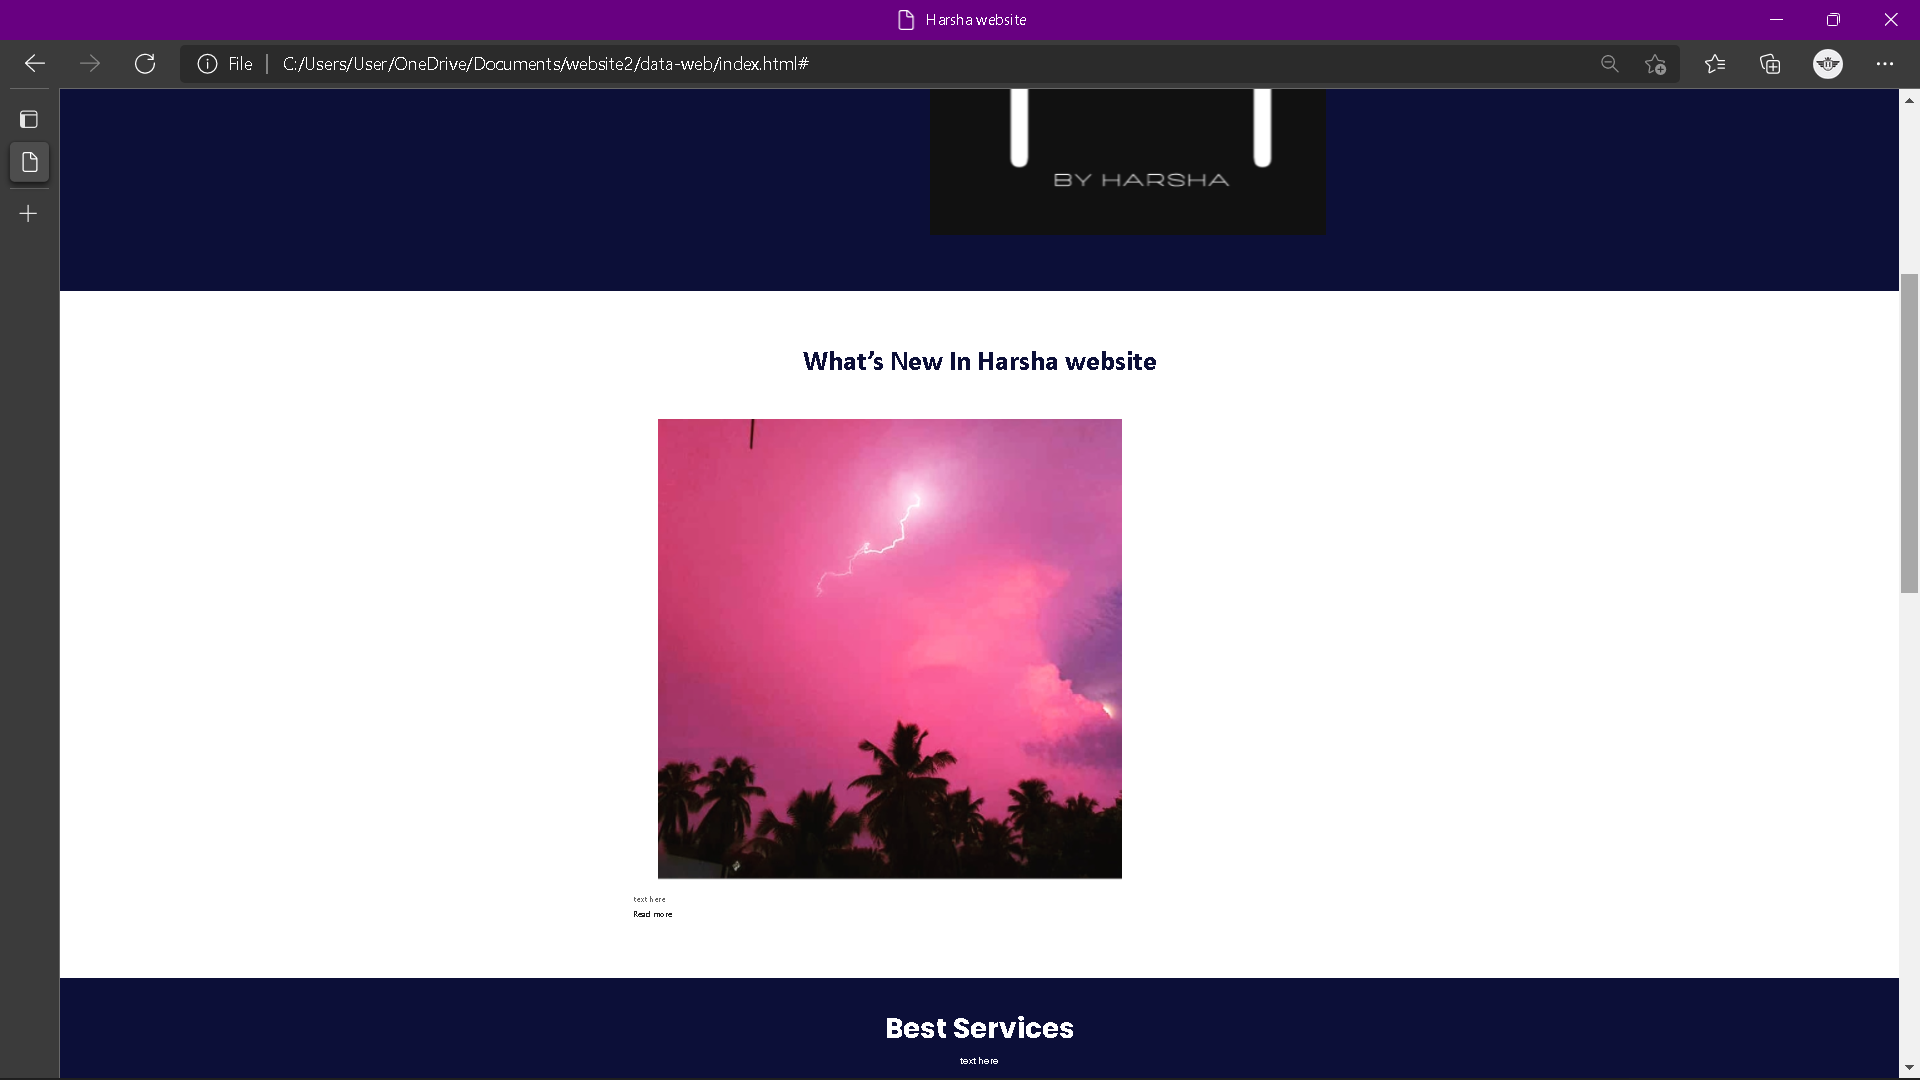 Harsha website
File
C:/Users/User/OneDrive/Documents/website2/data-web/index.html#
BY HARSHA
What’s New In Harsha website
text here
Read more
Best Services
text here